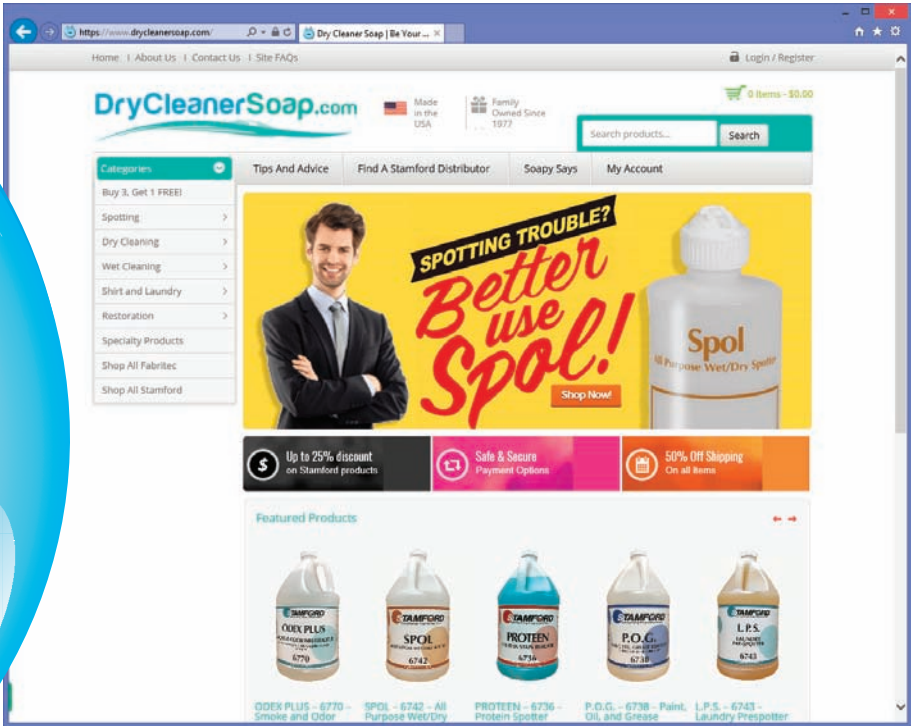 https://www.drycleanersoap.com/
Dry Cleaner Soap | Be Your ...
Home | About Us | Contact Us | Site FAQs
Login / Register
DryCleanerSoap.com
Made
in the
USA
Family
Owned Since
1977
0 Items - $0.00
Search products...
Search
Categories
Tips And Advice
Find A Stamford Distributor
Soapy Says
My Account
Buy 3, Get 1 FREE!
Spotting
Dry Cleaning
Wet Cleaning
Shirt and Laundry
Restoration
Specialty Products
Shop All Fabritec
Shop All Stamford
SPOTTING TROUBLE?
Better
use
Spol!
Shop Now!
Spol
All Purpose Wet/Dry Spotter
Up to 25% discount
on Stamford products
Safe & Secure
Payment Options
50% Off Shipping
On all Items
Featured Products
STAMFORD
ODEX PLUS
6770
STAMFORD
SPOL
6742
STAMFORD
PROTEEN
6736
STAMFORD
P.O.G.
6738
STAMFORD
L.P.S.
LAUNDRY
PRESPOTTER
6743
ODEX PLUS - 6770 -
Smoke and Odor
SPOL - 6742 - All
Purpose Wet/Dry
PROTEEN - 6736 -
Protein Spotter
P.O.G. - 6738 - Paint,
Oil, and Grease
L.P.S. - 6743 -
Laundry Prespotter